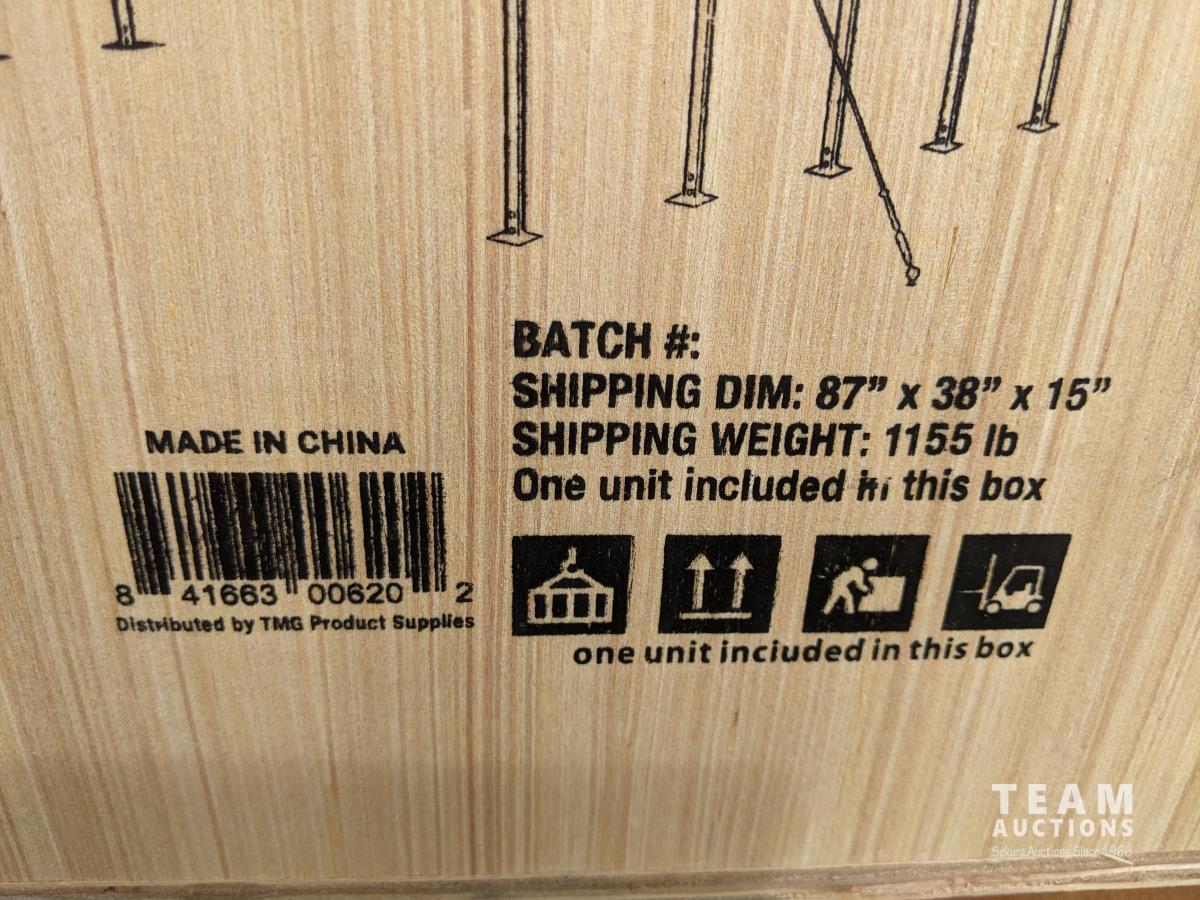 BATCH #:
SHIPPING DIM: 87” x 38” x 15”
SHIPPING WEIGHT: 1155 lb
One unit included in this box
MADE IN CHINA
8 41663 00620 2
Distributed by TMG Product Supplies
one unit included in this box
TEAM
AUCTIONS
Sekura Auctions Since 1966